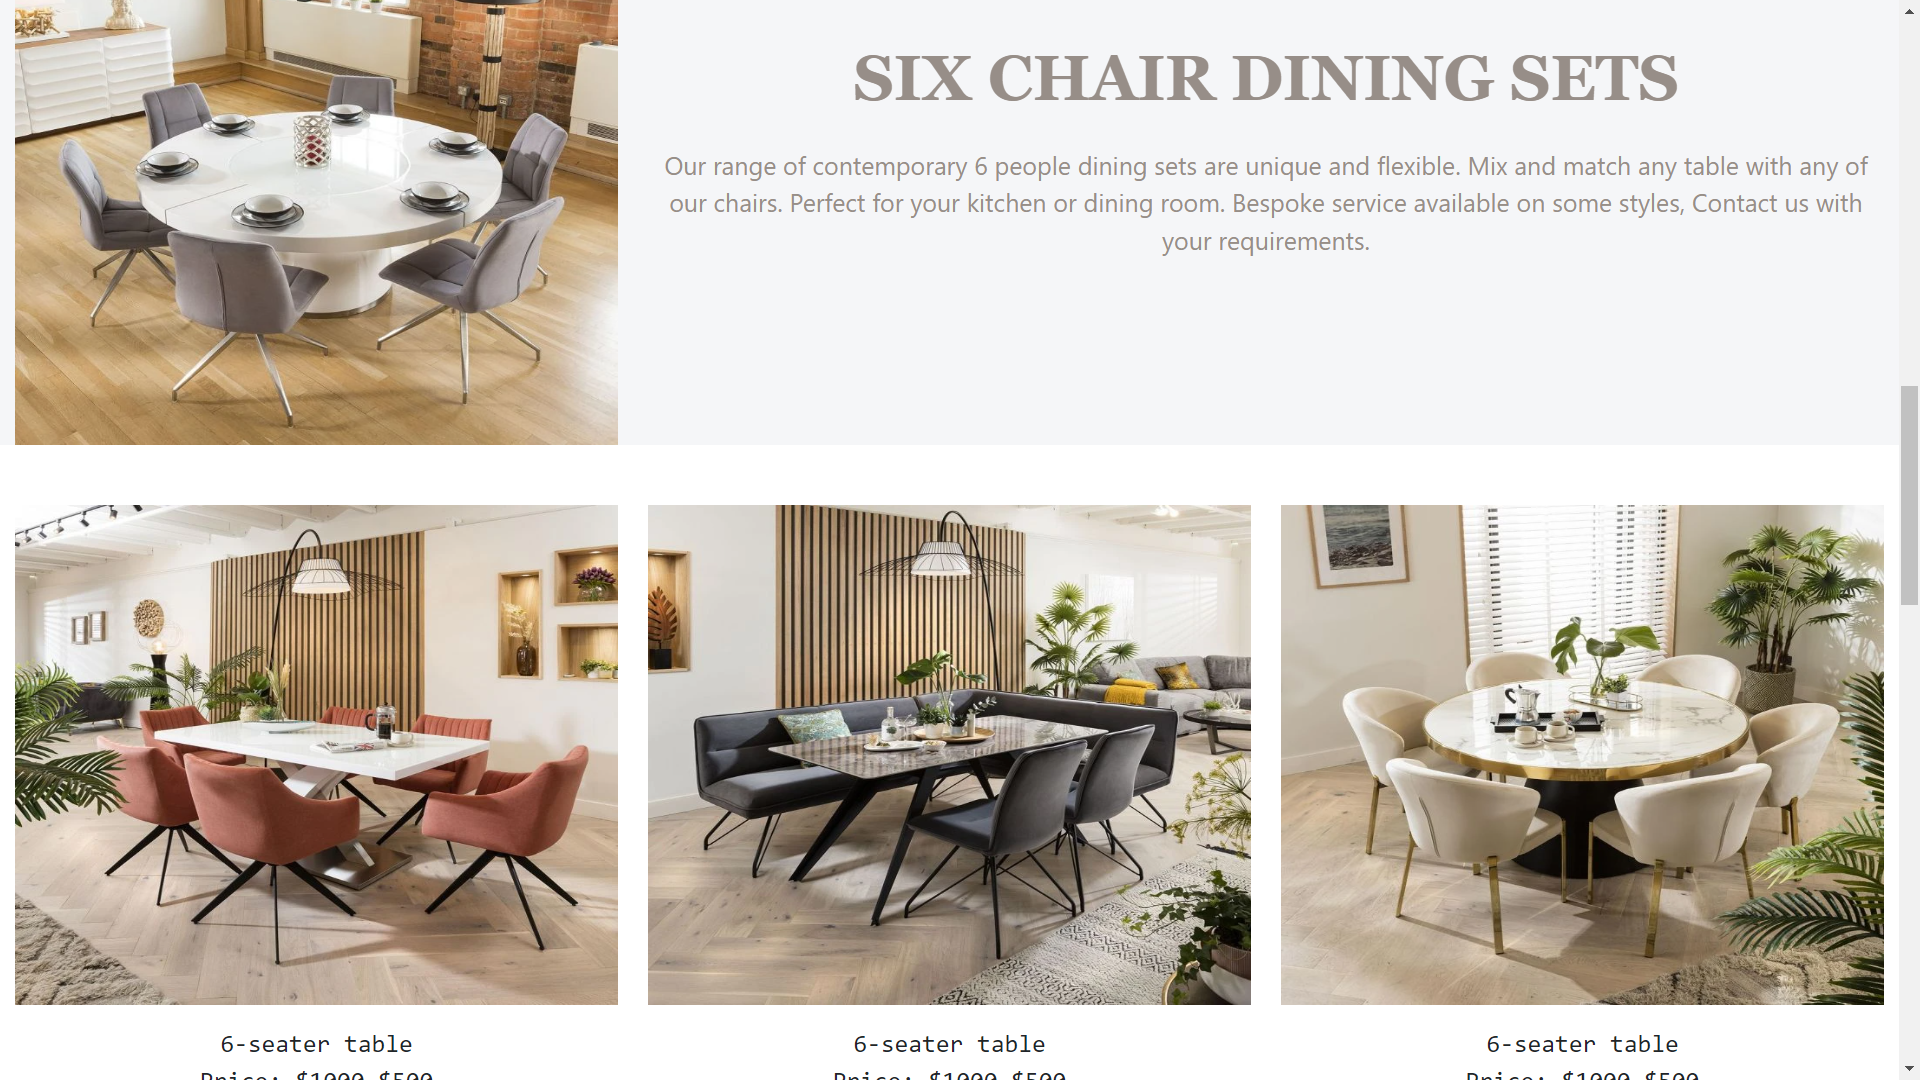 SIX CHAIR DINING SETS
Our range of contemporary 6 people dining sets are unique and flexible. Mix and match any table with any of
our chairs. Perfect for your kitchen or dining room. Bespoke service available on some styles, Contact us with
your requirements.
6-seater table
6-seater table
6-seater table
Price: $1000 $500
Price: $1000 $500
Price: $1000 $500